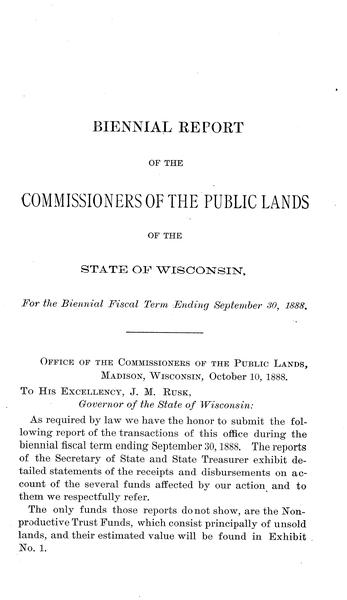 BIENNIAL REPORT
OF THE
COMMISSIONERS OF THE PUBLIC LANDS
OF THE
STATE OF WISCONSIN.
For the Biennial Fiscal Term Ending September 30, 1888.
OFFICE OF THE COMMISSIONERS OF THE PUBLIC LANDS,
MADISON, WISCONSIN, October 10, 1888.
TO HIS EXCELLENCY, J. M. RUSK,
Governor of the State of Wisconsin:
As required by law we have the honor to submit the fol-
lowing report of the transactions of this office during the
biennial fiscal term ending September 30, 1888. The reports
of the Secretary of State and State Treasurer exhibit de-
tailed statements of the receipts and disbursements on ac-
count of the several funds affected by our action and to
them we respectfully refer.
The only funds those reports do not show, are the Non-
productive Trust Funds, which consist principally of unsold
lands, and their estimated value will be found in Exhibit
No. 1.